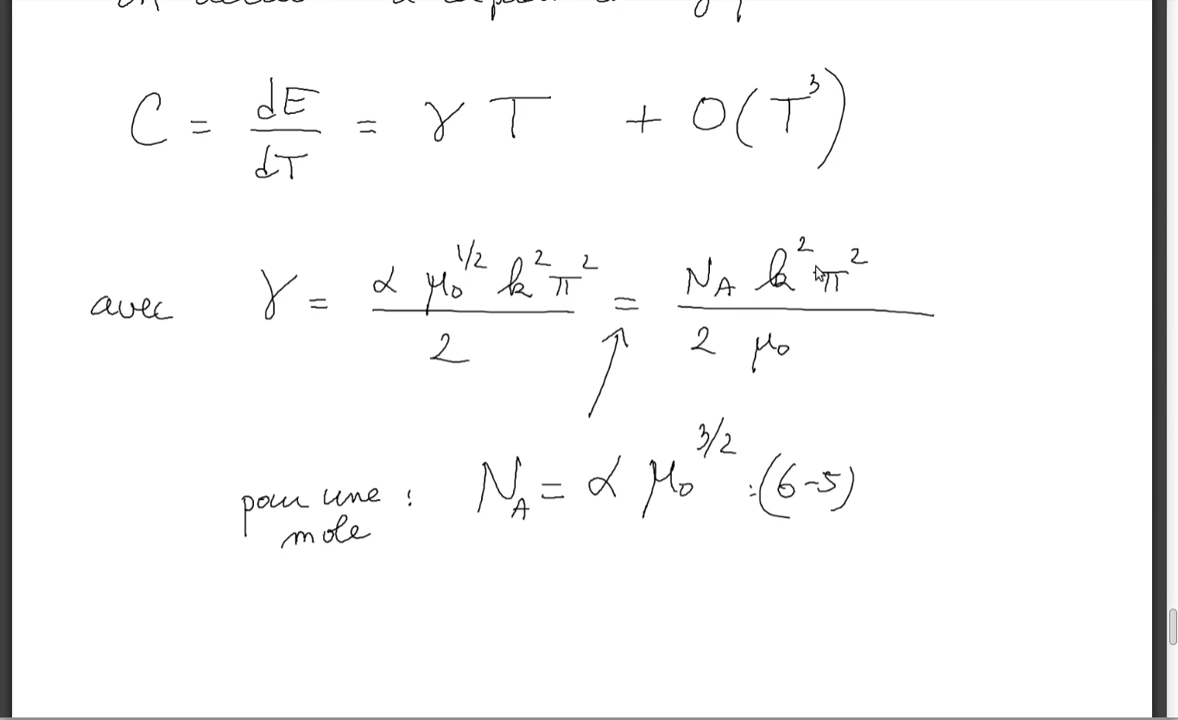 C = dE/dT = γ T + O(T³)
avec γ = α μ₀^1/2 k² π² / 2 = N_A k² π² / 2 μ₀
pour une mole : N_A = α μ₀^3/2 : (6-5)